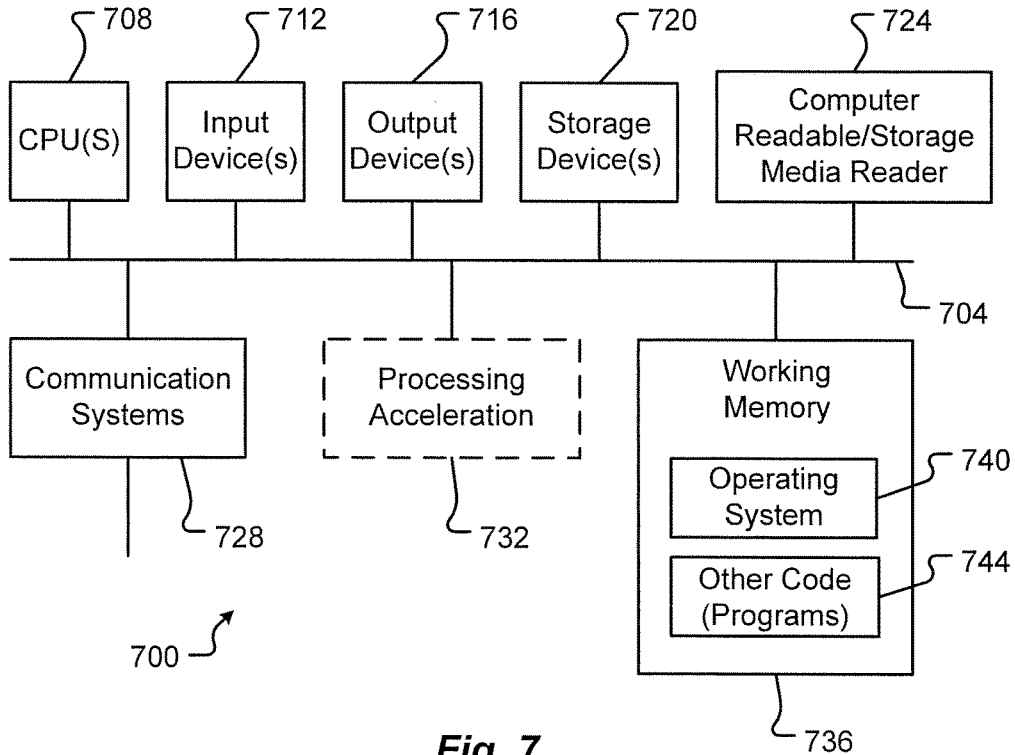 708
712
716
720
724
CPU(S)
Input
Device(s)
Output
Device(s)
Storage
Device(s)
Computer
Readable/Storage
Media Reader
704
Communication
Systems
Processing
Acceleration
Working
Memory
Operating
System
740
Other Code
(Programs)
744
728
732
700
736
Fig. 7